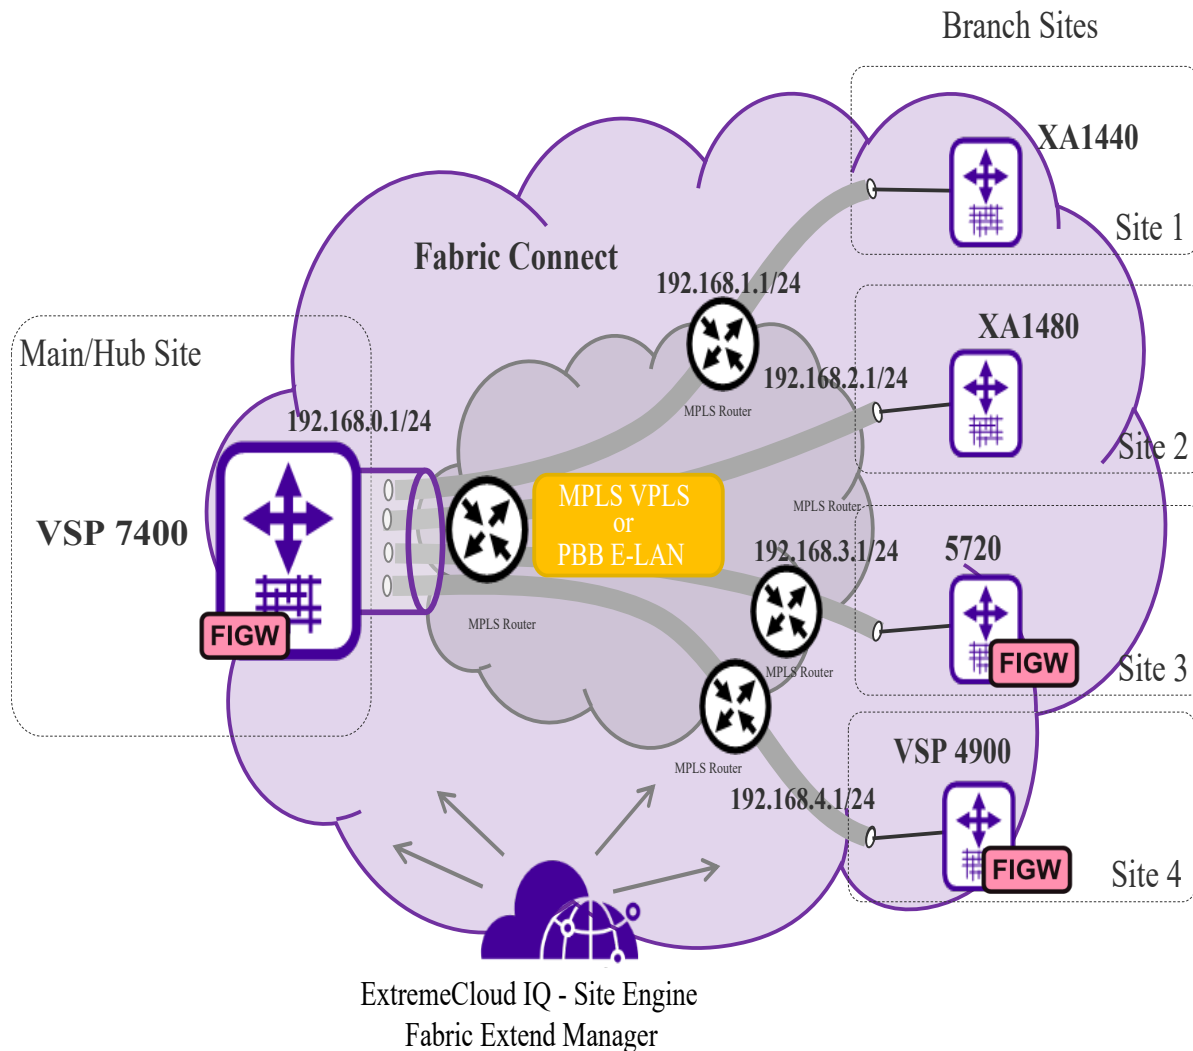 Branch Sites
XA1440
Site 1
Fabric Connect
192.168.1.1/24
XA1480
Main/Hub Site
192.168.2.1/24
MPLS Router
192.168.0.1/24
Site 2
MPLS VPLS
or
PBB E-LAN
MPLS Router
VSP 7400
192.168.3.1/24
5720
FIGW
MPLS Router
FIGW
MPLS Router
Site 3
VSP 4900
MPLS Router
192.168.4.1/24
FIGW
Site 4
ExtremeCloud IQ - Site Engine
Fabric Extend Manager